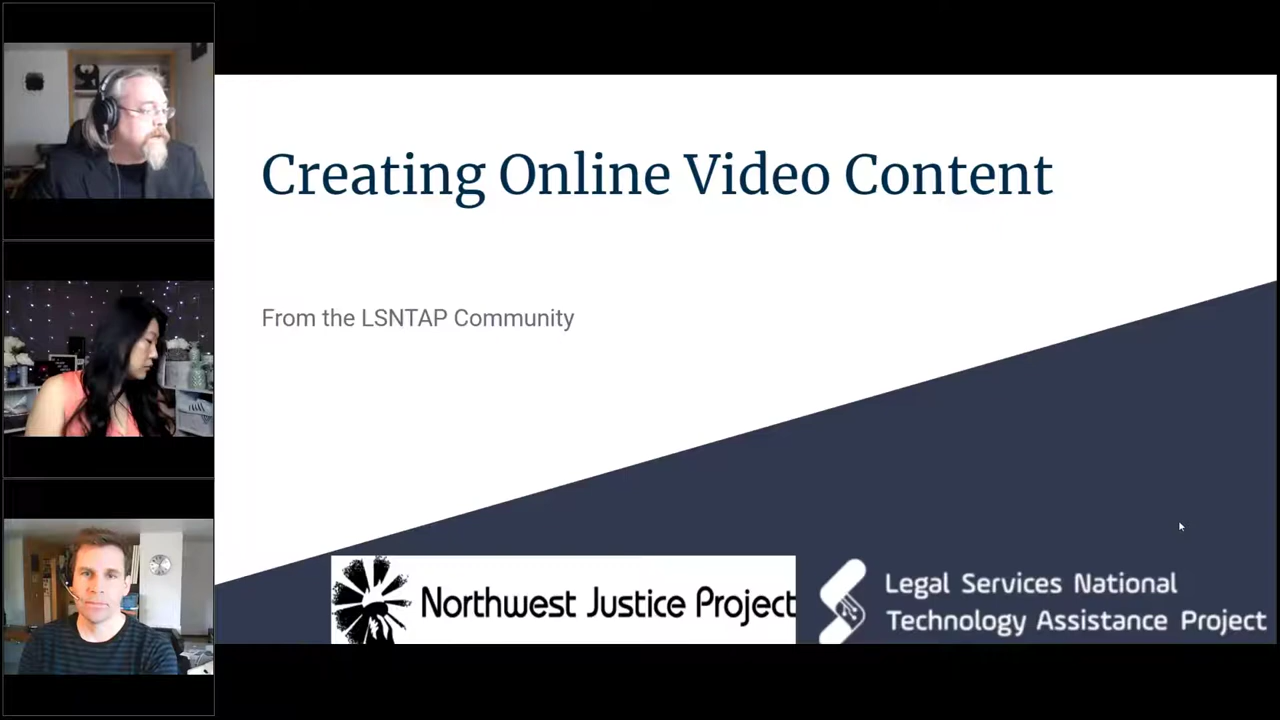 Creating Online Video Content
From the LSNTAP Community
Northwest Justice Project
Legal Services National
Technology Assistance Project